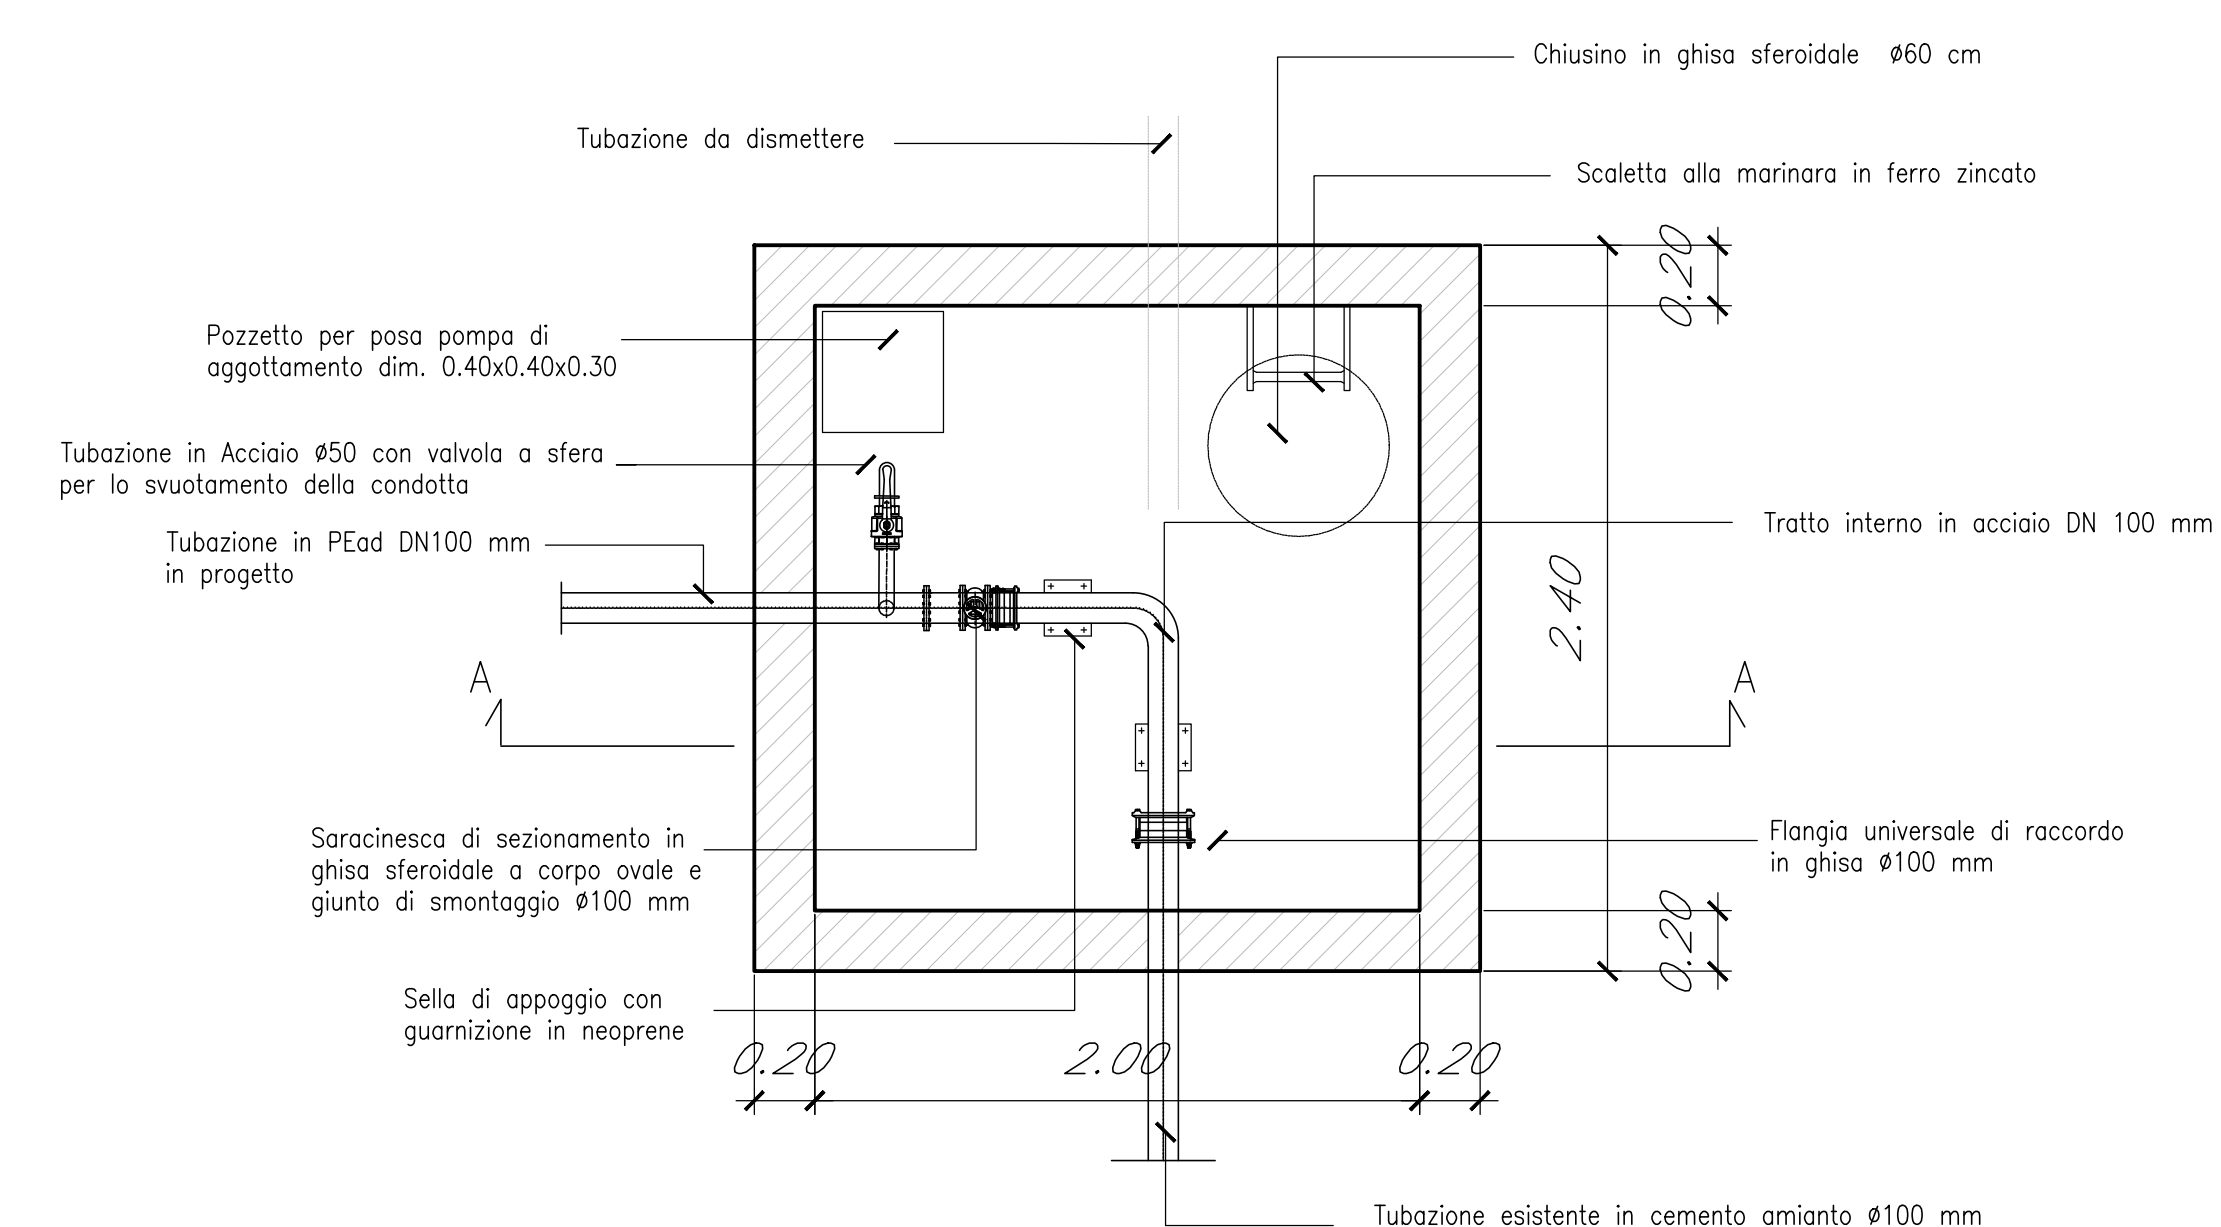 Chiusino in ghisa sferoidale ø60 cm
Tubazione da dismettere
Scaletta alla marinara in ferro zincato
0.20
Pozzetto per posa pompa di
aggottamento dim. 0.40x0.40x0.30
Tubazione in Acciaio ø50 con valvola a sfera
per lo svuotamento della condotta
Tubazione in PEad DN100 mm
in progetto
Tratto interno in acciaio DN 100 mm
2.40
A
A
Saracinesca di sezionamento in
ghisa sferoidale a corpo ovale e
giunto di smontaggio ø100 mm
Flangia universale di raccordo
in ghisa ø100 mm
0.20
Sella di appoggio con
guarnizione in neoprene
0.20
2.00
0.20
Tubazione esistente in cemento amianto ø100 mm